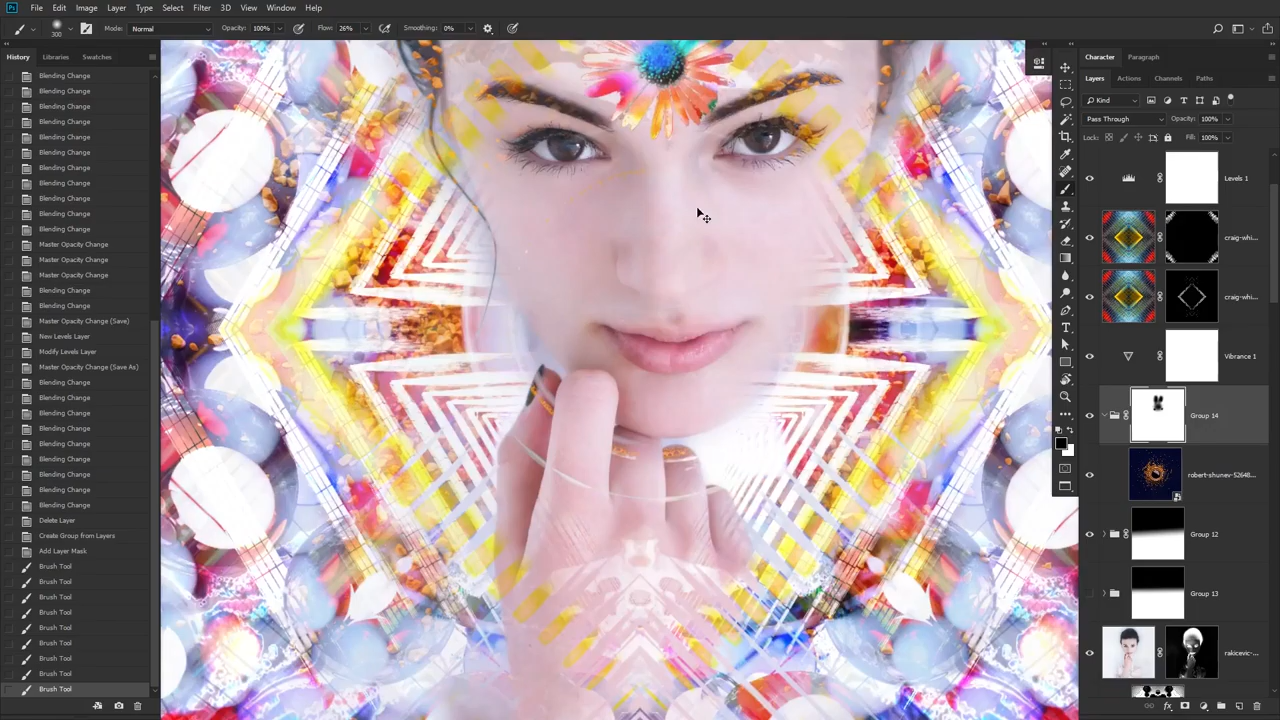 Ps File Edit Image Layer Type Select Filter 3D View Window Help
300 Mode: Normal Opacity: 100% Flow: 26% Smoothing: 0%
History Libraries Swatches
Blending Change
Blending Change
Blending Change
Blending Change
Blending Change
Blending Change
Blending Change
Blending Change
Blending Change
Blending Change
Blending Change
Master Opacity Change
Master Opacity Change
Master Opacity Change
Blending Change
Blending Change
Master Opacity Change (Save)
New Levels Layer
Modify Levels Layer
Master Opacity Change (Save As)
Blending Change
Blending Change
Blending Change
Blending Change
Blending Change
Blending Change
Blending Change
Blending Change
Blending Change
Delete Layer
Create Group from Layers
Add Layer Mask
Brush Tool
Brush Tool
Brush Tool
Brush Tool
Brush Tool
Brush Tool
Brush Tool
Brush Tool
Brush Tool
Character Paragraph
Layers Actions Channels Paths
Kind
Pass Through Opacity: 100%
Lock: Fill: 100%
Levels 1
craig-whi...
craig-whi...
Vibrance 1
Group 14
robert-shunev-52648...
Group 12
Group 13
rakicevic-...